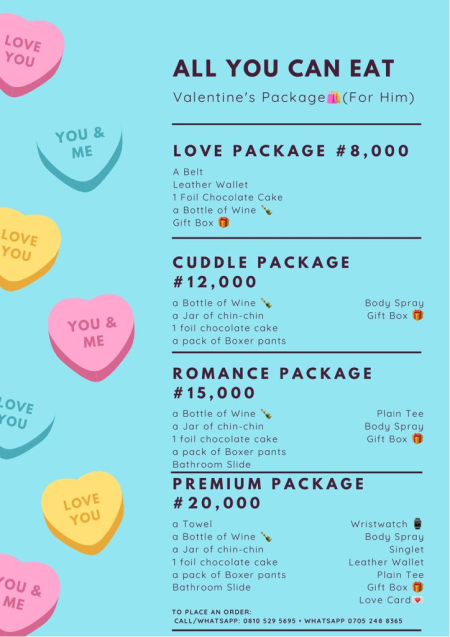 LOVE
YOU
YOU &
ME
LOVE
YOU
YOU &
ME
LOVE
YOU
LOVE
YOU
YOU &
ME
ALL YOU CAN EAT
Valentine's Package🛍️(For Him)
LOVE PACKAGE #8,000
A Belt
Leather Wallet
1 Foil Chocolate Cake
a Bottle of Wine 🍾
Gift Box 🎁
CUDDLE PACKAGE
#12,000
a Bottle of Wine 🍾
a Jar of chin-chin
1 foil chocolate cake
a pack of Boxer pants
Body Spray
Gift Box 🎁
ROMANCE PACKAGE
#15,000
a Bottle of Wine 🍾
a Jar of chin-chin
1 foil chocolate cake
a pack of Boxer pants
Bathroom Slide
Plain Tee
Body Spray
Gift Box 🎁
PREMIUM PACKAGE
#20,000
a Towel
a Bottle of Wine 🍾
a Jar of chin-chin
1 foil chocolate cake
a pack of Boxer pants
Bathroom Slide
Wristwatch ⌚
Body Spray
Singlet
Leather Wallet
Plain Tee
Gift Box 🎁
Love Card 💌
TO PLACE AN ORDER:
CALL/WHATSAPP: 0810 529 5695 • WHATSAPP 0705 248 8365